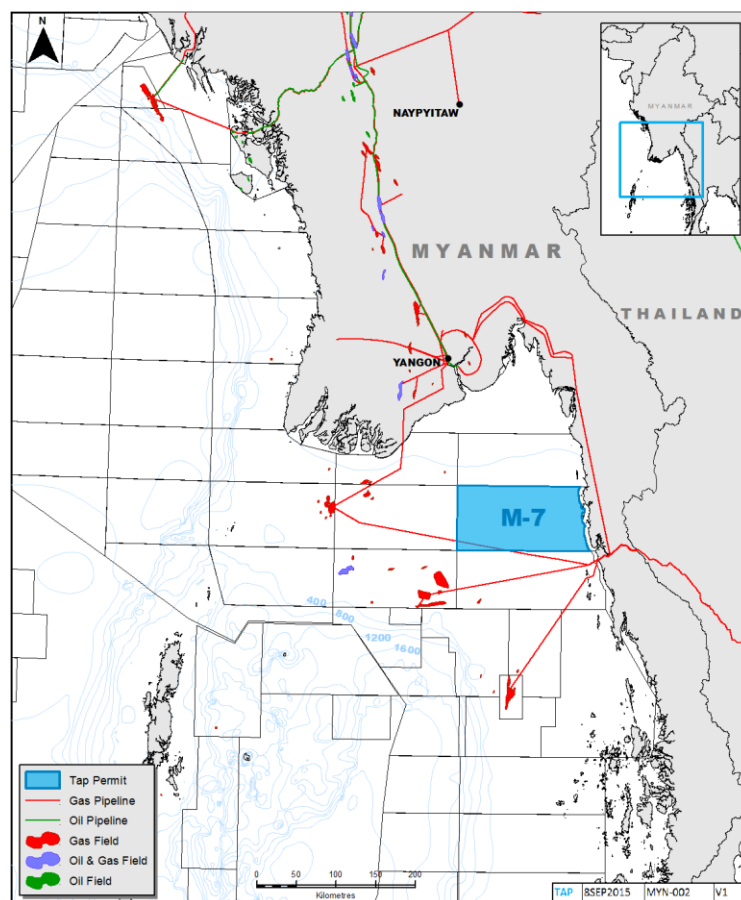 N
MYANMAR
NAYPYITAW
MYANMAR
THAILAND
YANGON
M-7
400
800
1200
1600
Tap Permit
Gas Pipeline
Oil Pipeline
Gas Field
Oil & Gas Field
Oil Field
0 50 100 150 200
Kilometres
TAP 8SEP2015 MYN-002 V1